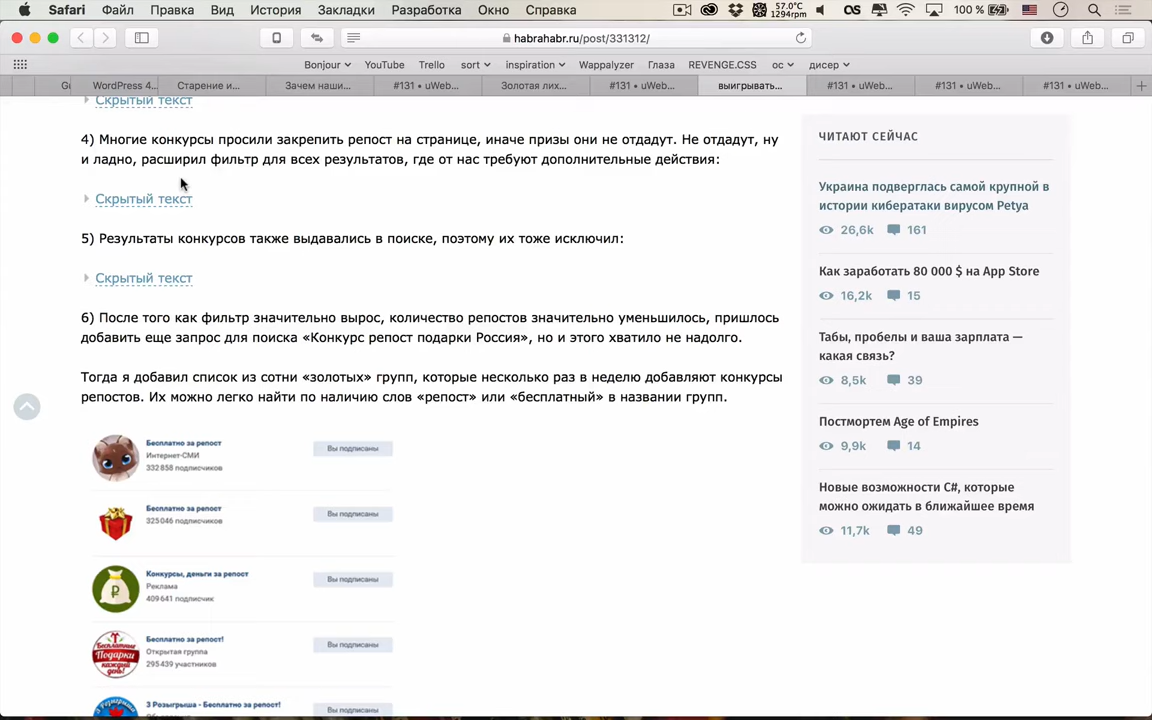 Safari Файл Правка Вид История Закладки Разработка Окно Справка
57.0°C
1294rpm
100 %
habrahabr.ru/post/331312/
Bonjour YouTube Trello sort inspiration Wappalyzer Глаза REVENGE.CSS ос дисер
WordPress 4... Старение и... Зачем наши... #131 • uWeb... Золотая лих... #131 • uWeb... выигрывать... #131 • uWeb... #131 • uWeb... #131 • uWeb...
Скрытый текст
4) Многие конкурсы просили закрепить репост на странице, иначе призы они не отдадут. Не отдадут, ну
и ладно, расширил фильтр для всех результатов, где от нас требуют дополнительные действия:
Скрытый текст
5) Результаты конкурсов также выдавались в поиске, поэтому их тоже исключил:
Скрытый текст
6) После того как фильтр значительно вырос, количество репостов значительно уменьшилось, пришлось
добавить еще запрос для поиска «Конкурс репост подарки Россия», но и этого хватило не надолго.
Тогда я добавил список из сотни «золотых» групп, которые несколько раз в неделю добавляют конкурсы
репостов. Их можно легко найти по наличию слов «репост» или «бесплатный» в названии групп.
Бесплатно за репост
Интернет-СМИ
332 858 подписчиков
Вы подписаны
Бесплатно за репост
325 046 подписчиков
Вы подписаны
Конкурсы, деньги за репост
Реклама
409 641 подписчик
Вы подписаны
Бесплатно за репост!
Открытая группа
295 439 участников
Вы подписаны
Бесплатные
Подарки
каждый
день!
3 Розыгрыша - Бесплатно за репост!
Вы подписаны
ЧИТАЮТ СЕЙЧАС
Украина подверглась самой крупной в
истории кибератаки вирусом Petya
26,6k 161
Как заработать 80 000 $ на App Store
16,2k 15
Табы, пробелы и ваша зарплата —
какая связь?
8,5k 39
Постмортем Age of Empires
9,9k 14
Новые возможности C#, которые
можно ожидать в ближайшее время
11,7k 49